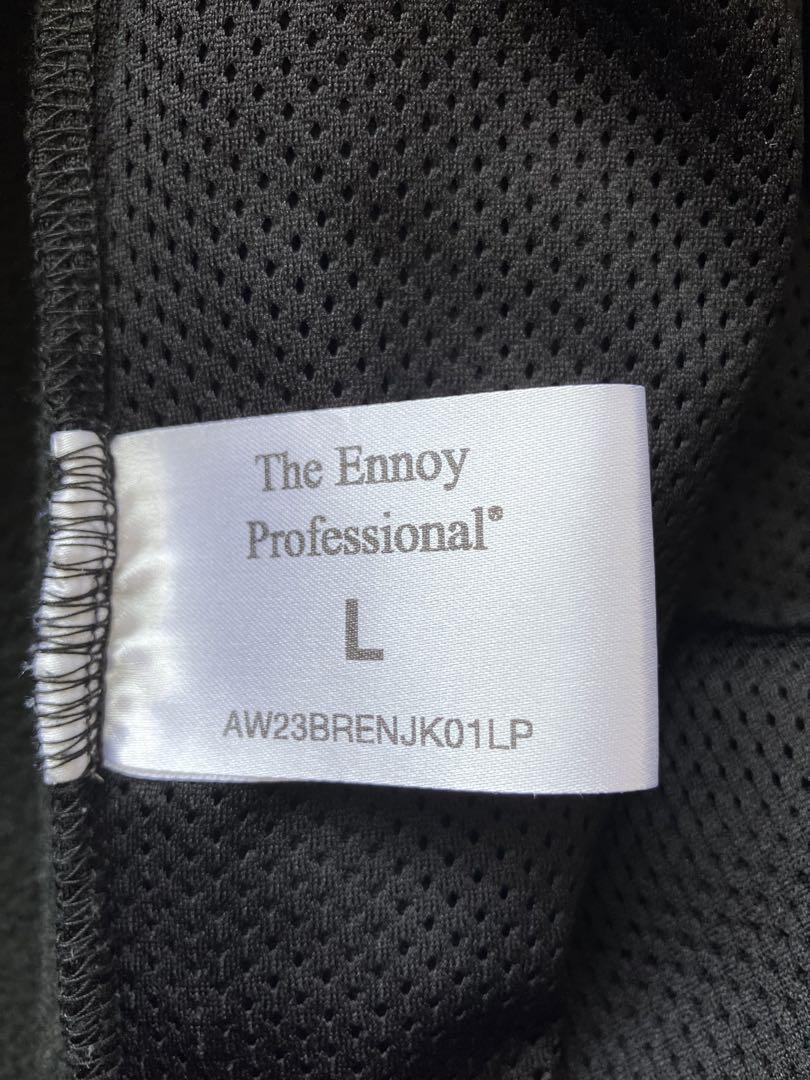 The Ennoy
Professional®
L
AW23BRENJK01LP